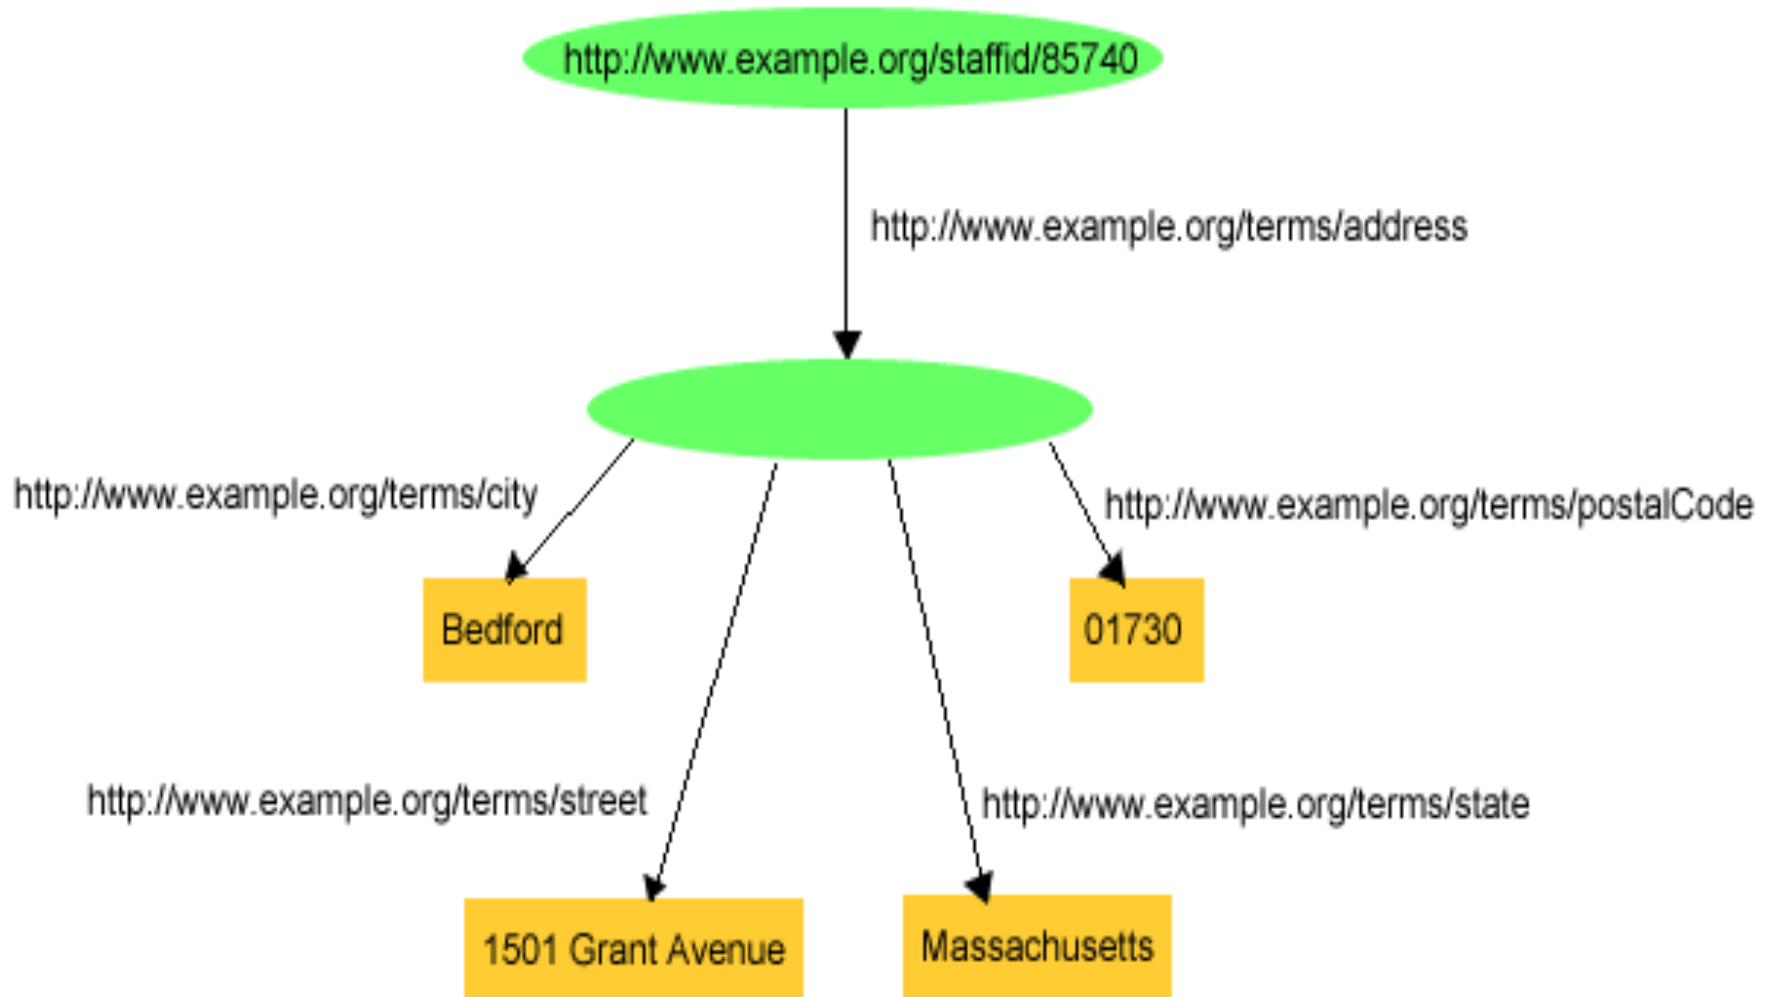 http://www.example.org/staffid/85740
http://www.example.org/terms/address
http://www.example.org/terms/city
http://www.example.org/terms/postalCode
Bedford
01730
http://www.example.org/terms/street
http://www.example.org/terms/state
1501 Grant Avenue
Massachusetts